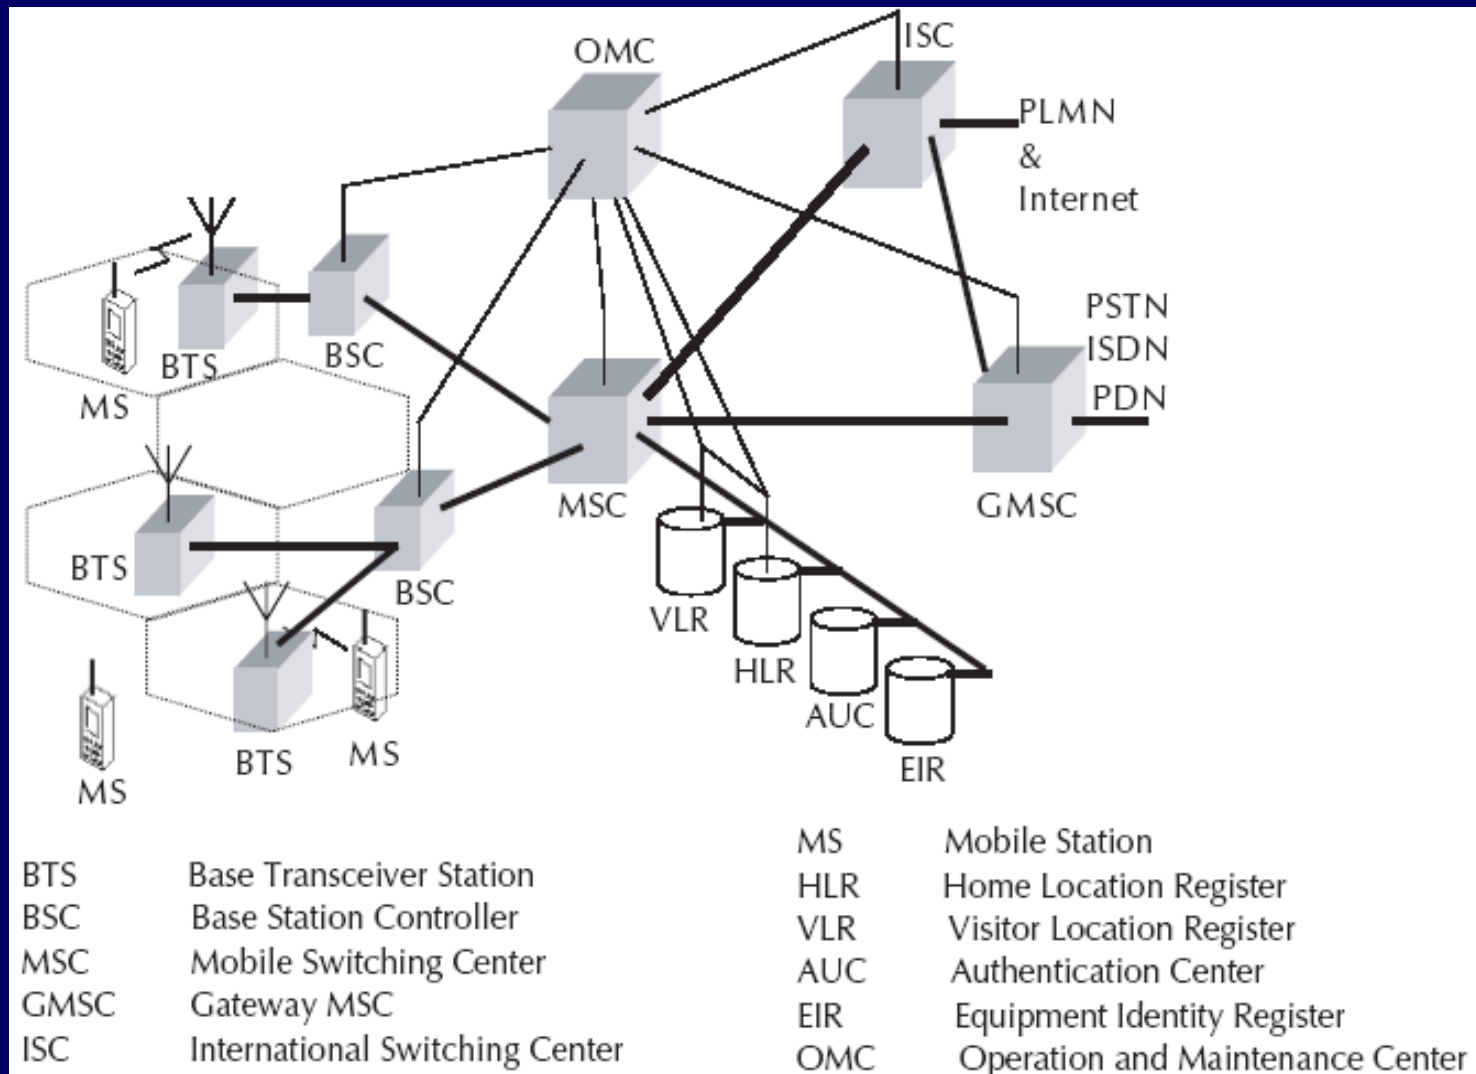 OMC
ISC
PLMN
&
Internet
PSTN
ISDN
PDN
BTS
BSC
MS
MSC
GMSC
BTS
BSC
VLR
HLR
AUC
EIR
BTS
MS
MS
BTS Base Transceiver Station
BSC Base Station Controller
MSC Mobile Switching Center
GMSC Gateway MSC
ISC International Switching Center
MS Mobile Station
HLR Home Location Register
VLR Visitor Location Register
AUC Authentication Center
EIR Equipment Identity Register
OMC Operation and Maintenance Center